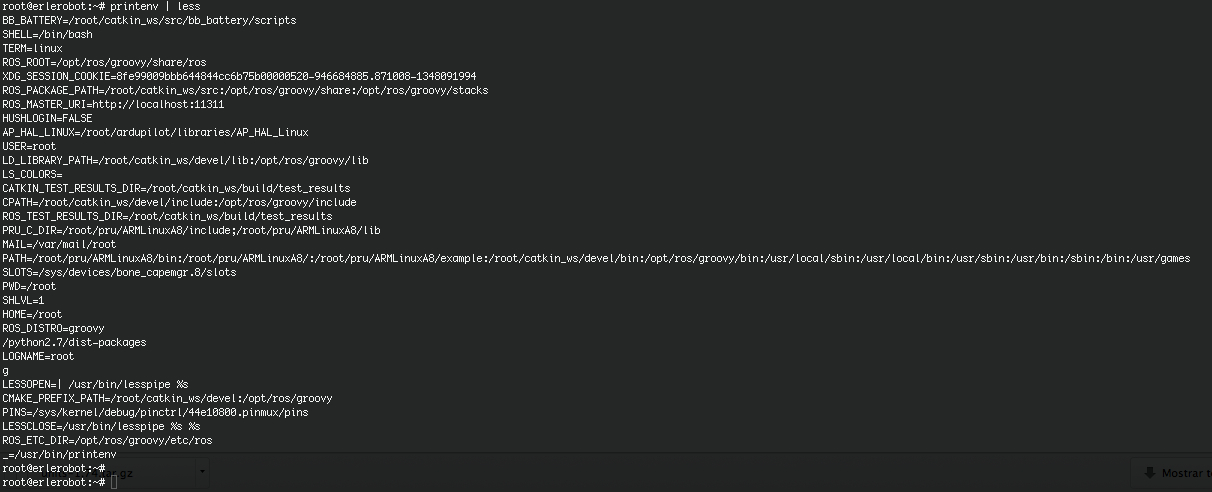 root@erlerobot:~# printenv | less
BB_BATTERY=/root/catkin_ws/src/bb_battery/scripts
SHELL=/bin/bash
TERM=linux
ROS_ROOT=/opt/ros/groovy/share/ros
XDG_SESSION_COOKIE=8fe99009bbb644844cc6b75b00000520-946684885.871008-1348091994
ROS_PACKAGE_PATH=/root/catkin_ws/src:/opt/ros/groovy/share:/opt/ros/groovy/stacks
ROS_MASTER_URI=http://localhost:11311
HUSHLOGIN=FALSE
AP_HAL_LINUX=/root/ardupilot/libraries/AP_HAL_Linux
USER=root
LD_LIBRARY_PATH=/root/catkin_ws/devel/lib:/opt/ros/groovy/lib
LS_COLORS=
CATKIN_TEST_RESULTS_DIR=/root/catkin_ws/build/test_results
CPATH=/root/catkin_ws/devel/include:/opt/ros/groovy/include
ROS_TEST_RESULTS_DIR=/root/catkin_ws/build/test_results
PRU_C_DIR=/root/pru/ARMLinuxA8/include;/root/pru/ARMLinuxA8/lib
MAIL=/var/mail/root
PATH=/root/pru/ARMLinuxA8/bin:/root/pru/ARMLinuxA8/:/root/pru/ARMLinuxA8/example:/root/catkin_ws/devel/bin:/opt/ros/groovy/bin:/usr/local/sbin:/usr/local/bin:/usr/sbin:/usr/bin:/sbin:/bin:/usr/games
SLOTS=/sys/devices/bone_capemgr.8/slots
PWD=/root
SHLVL=1
HOME=/root
ROS_DISTRO=groovy
/python2.7/dist-packages
LOGNAME=root
g
LESSOPEN=| /usr/bin/lesspipe %s
CMAKE_PREFIX_PATH=/root/catkin_ws/devel:/opt/ros/groovy
PINS=/sys/kernel/debug/pinctrl/44e10800.pinmux/pins
LESSCLOSE=/usr/bin/lesspipe %s %s
ROS_ETC_DIR=/opt/ros/groovy/etc/ros
_=/usr/bin/printenv
root@erlerobot:~#
root@erlerobot:~#
Mostrar